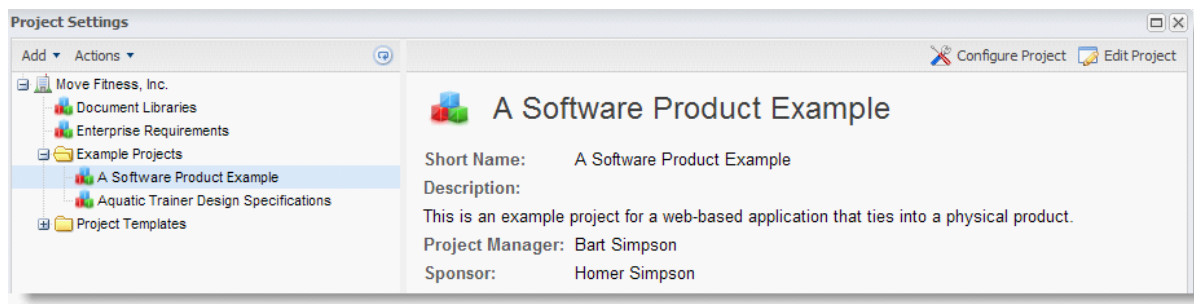 Project Settings
Add Actions
Configure Project Edit Project
Move Fitness, Inc.
Document Libraries
Enterprise Requirements
Example Projects
A Software Product Example
Aquatic Trainer Design Specifications
Project Templates
A Software Product Example
Short Name: A Software Product Example
Description:
This is an example project for a web-based application that ties into a physical product.
Project Manager: Bart Simpson
Sponsor: Homer Simpson